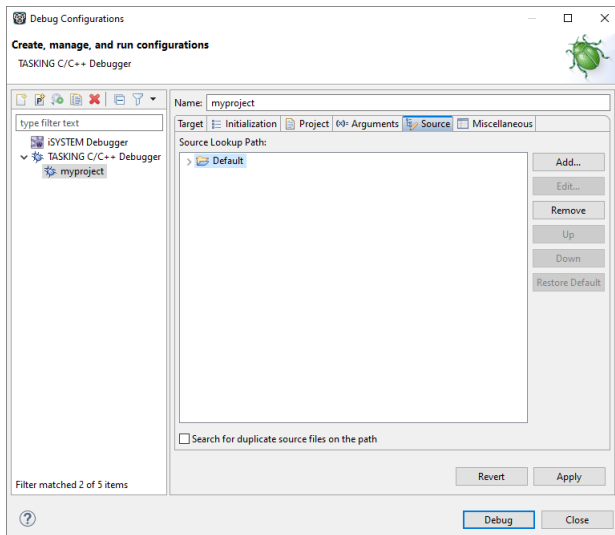 Debug Configurations
Create, manage, and run configurations
TASKING C/C++ Debugger
type filter text
iSYSTEM Debugger
TASKING C/C++ Debugger
myproject
Filter matched 2 of 5 items
Name: myproject
Target Initialization Project (x)= Arguments Source Miscellaneous
Source Lookup Path:
Default
Add...
Edit...
Remove
Up
Down
Restore Default
Search for duplicate source files on the path
Revert Apply
Debug Close